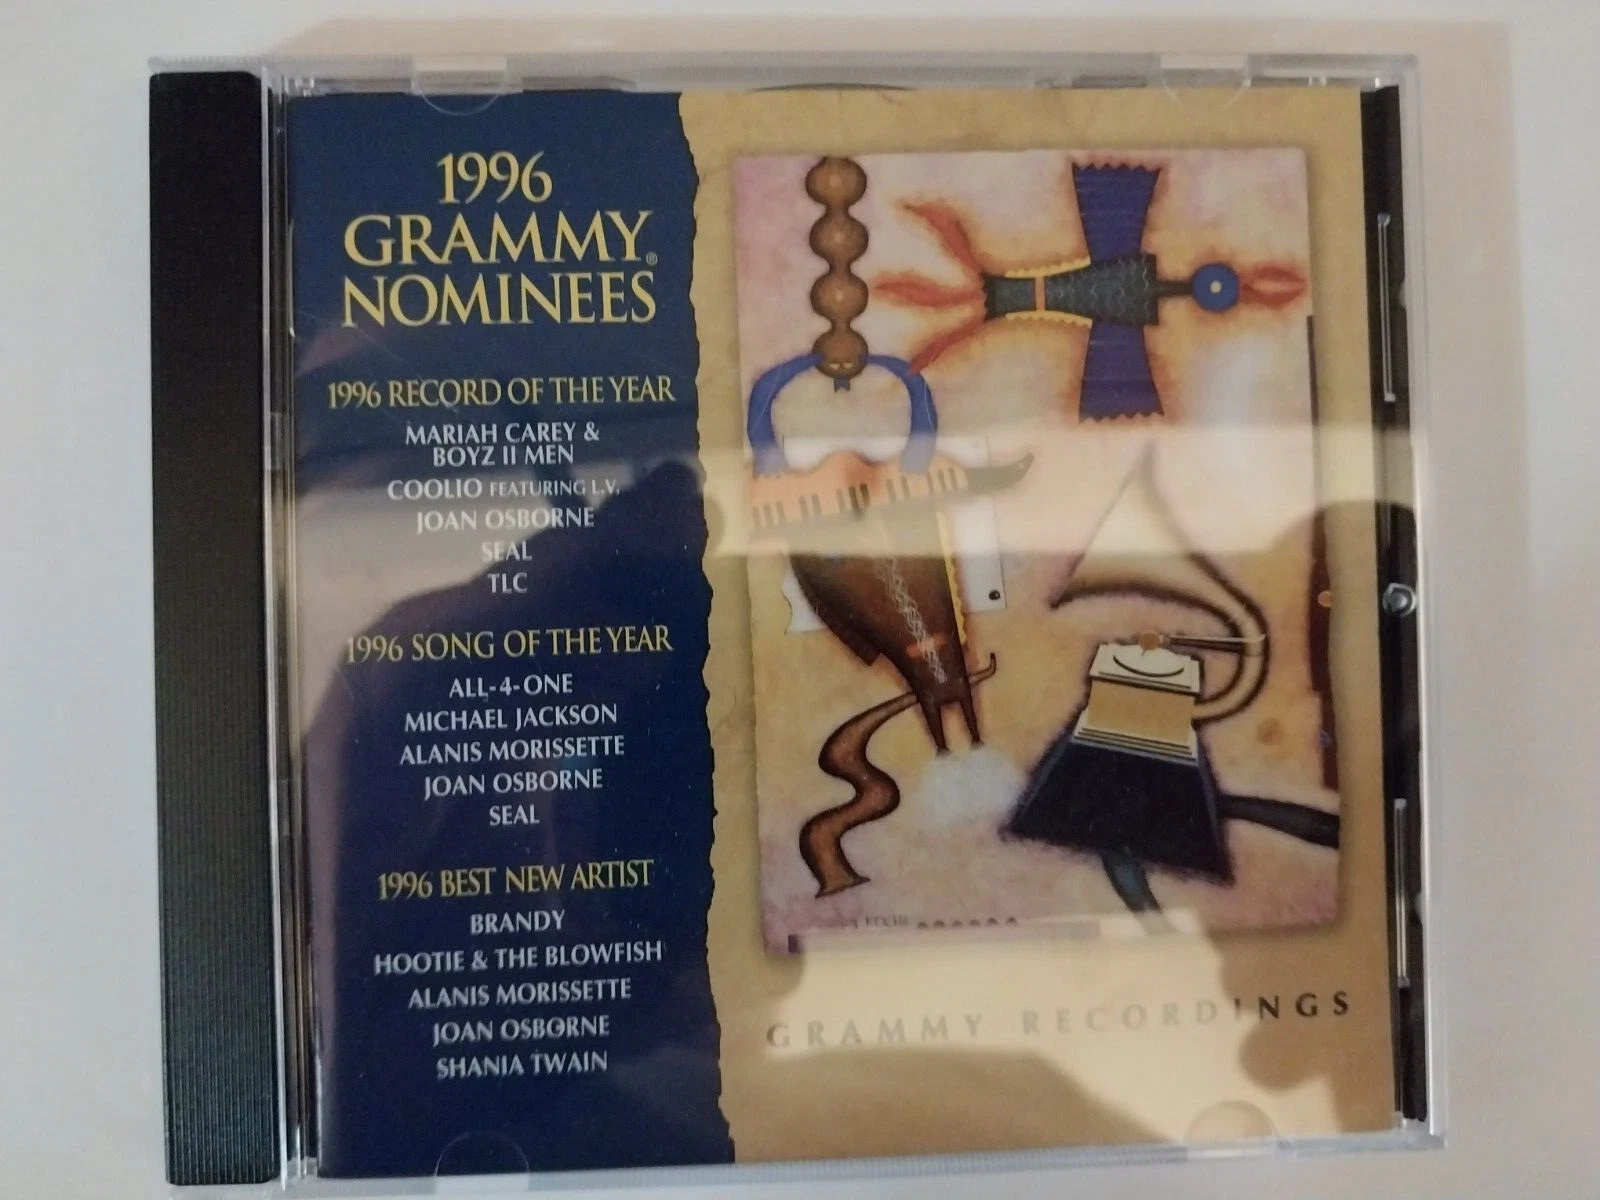 1996
GRAMMY®
NOMINEES
1996 RECORD OF THE YEAR
MARIAH CAREY &
BOYZ II MEN
COOLIO FEATURING L.V.
JOAN OSBORNE
SEAL
TLC
1996 SONG OF THE YEAR
ALL-4-ONE
MICHAEL JACKSON
ALANIS MORISSETTE
JOAN OSBORNE
SEAL
1996 BEST NEW ARTIST
BRANDY
HOOTIE & THE BLOWFISH
ALANIS MORISSETTE
JOAN OSBORNE
SHANIA TWAIN
GRAMMY RECORDINGS